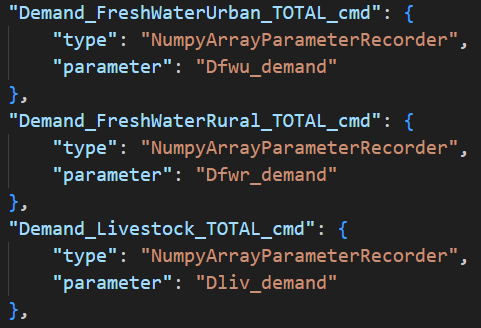 "Demand_FreshWaterUrban_TOTAL_cmd": {
    "type": "NumpyArrayParameterRecorder",
    "parameter": "Dfwu_demand"
},
"Demand_FreshWaterRural_TOTAL_cmd": {
    "type": "NumpyArrayParameterRecorder",
    "parameter": "Dfwr_demand"
},
"Demand_Livestock_TOTAL_cmd": {
    "type": "NumpyArrayParameterRecorder",
    "parameter": "Dliv_demand"
},